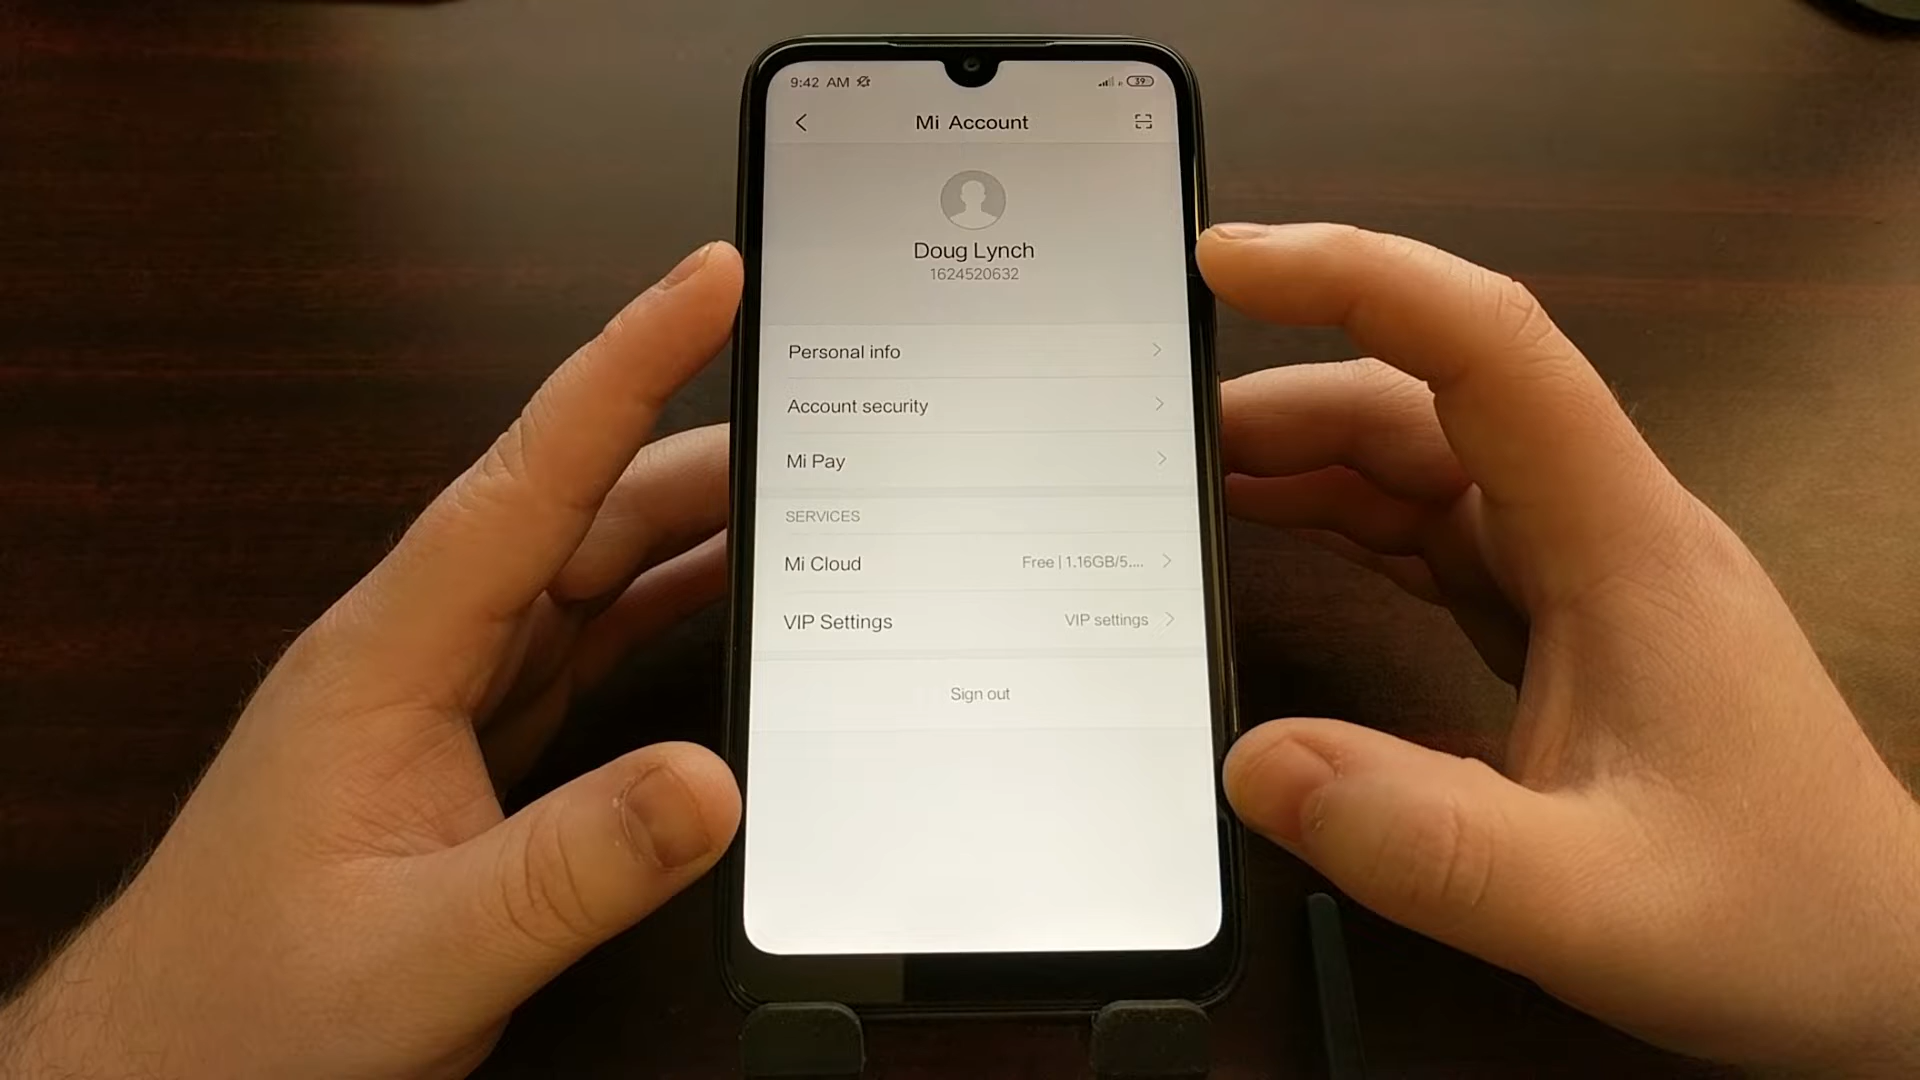 9:42 AM
39
Mi Account
Doug Lynch
1624520632
Personal info
Account security
Mi Pay
SERVICES
Mi Cloud Free | 1.16GB/5....
VIP Settings VIP settings
Sign out